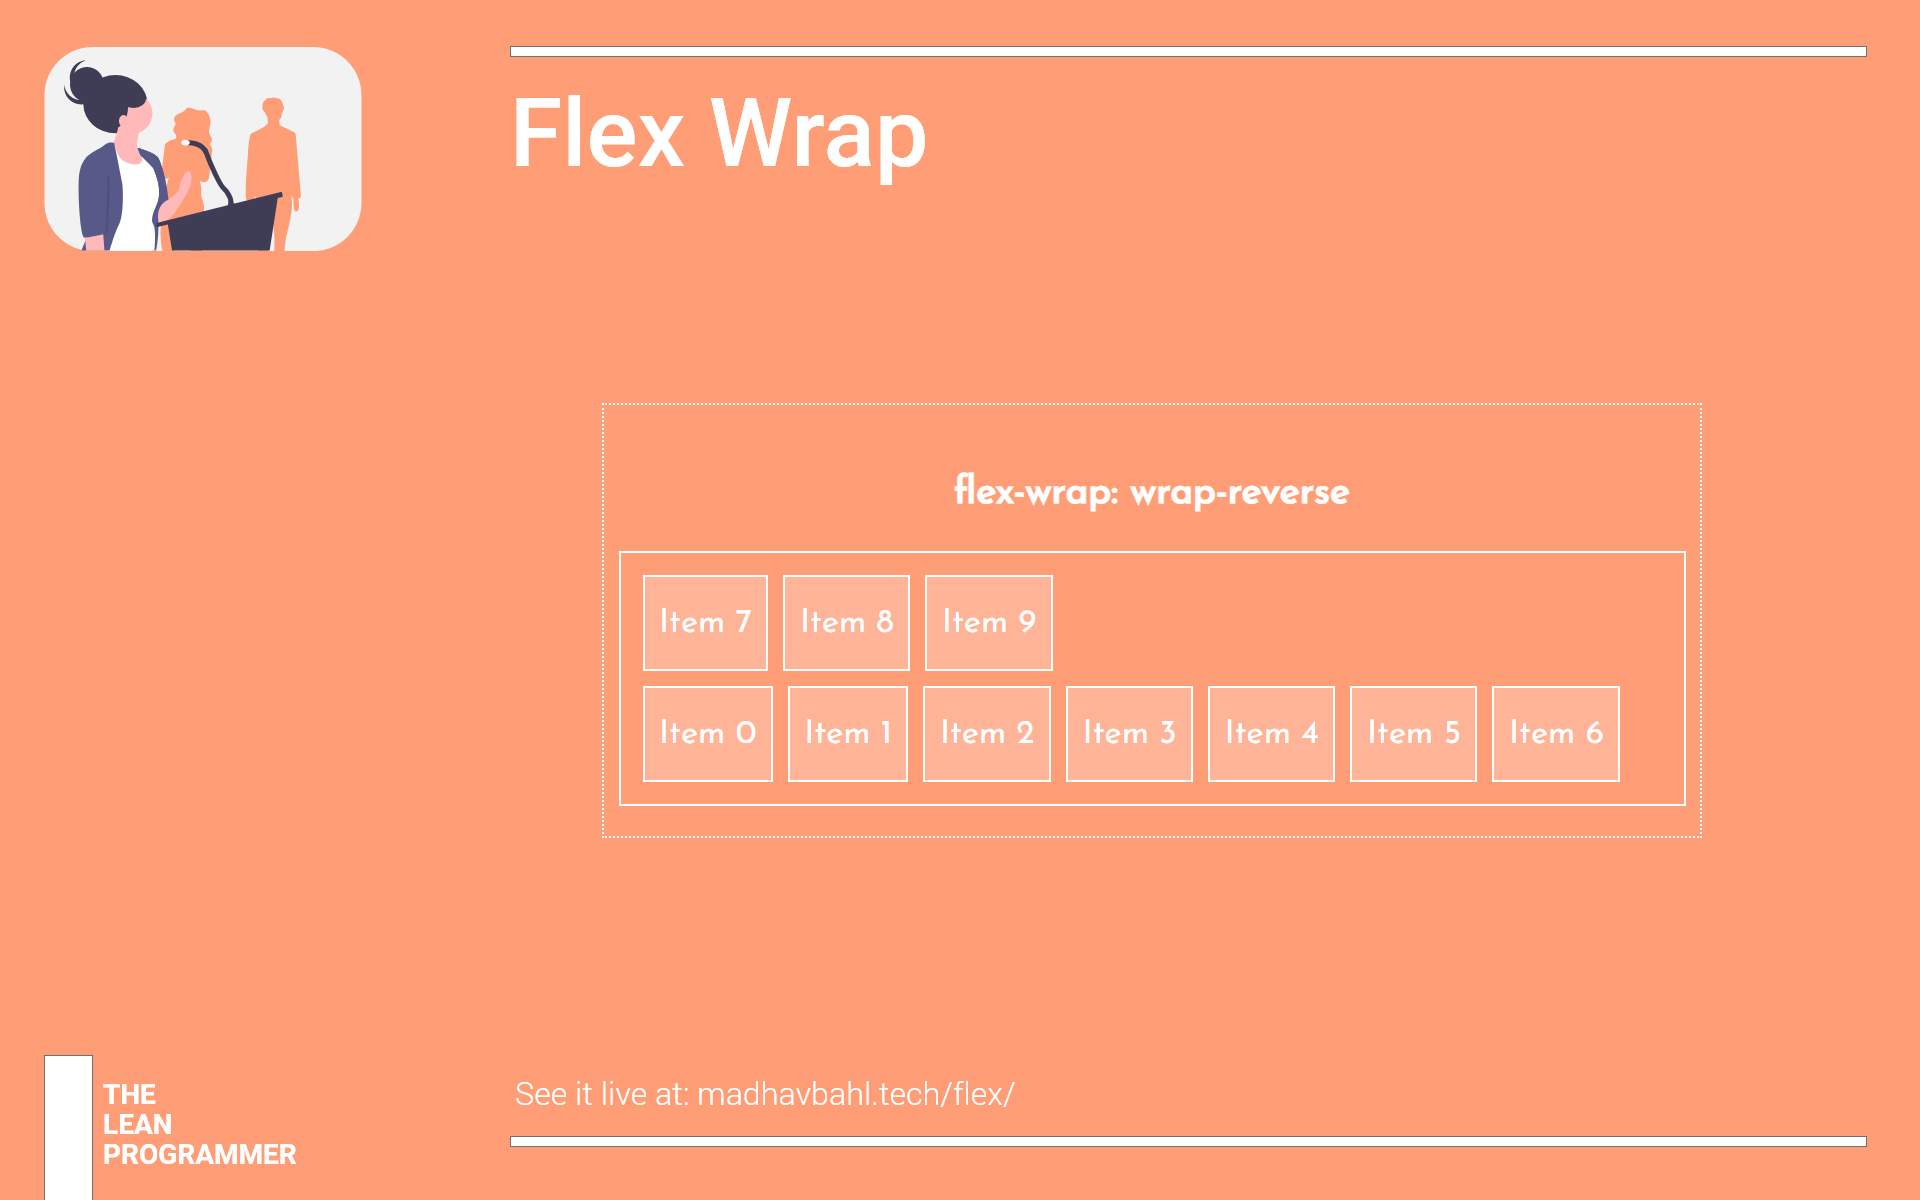 Flex Wrap
flex-wrap: wrap-reverse
Item 7 Item 8 Item 9
Item 0 Item 1 Item 2 Item 3 Item 4 Item 5 Item 6
See it live at: madhavbahl.tech/flex/
THE
LEAN
PROGRAMMER